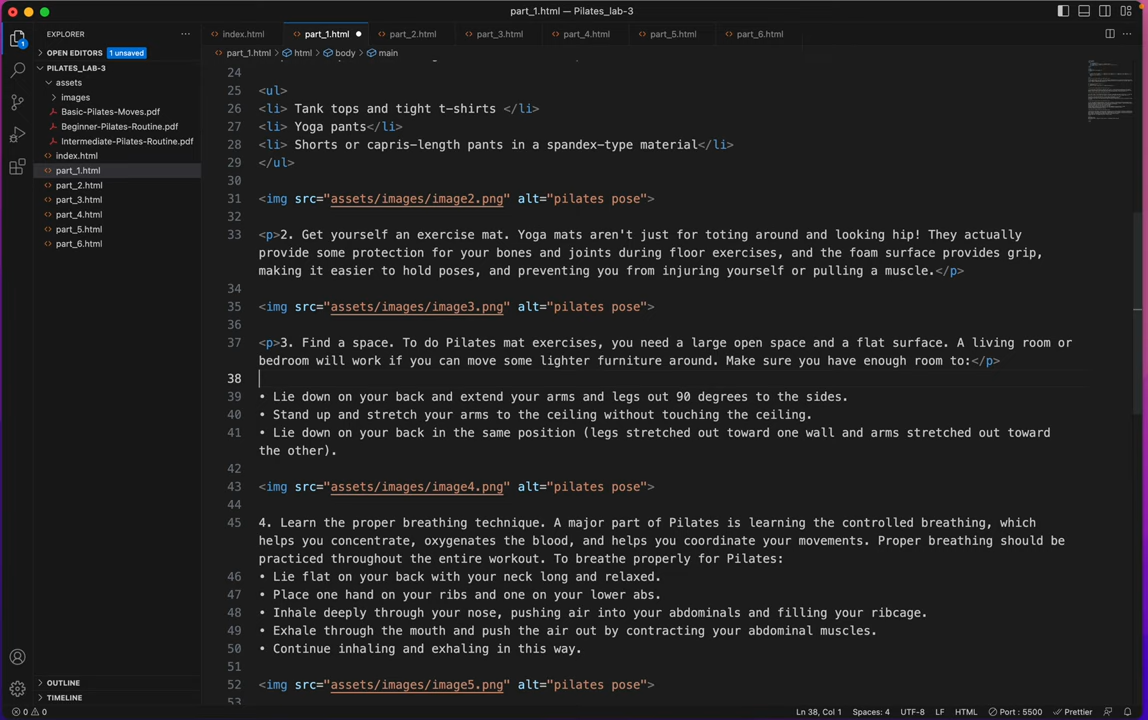 part_1.html — Pilates_lab-3
EXPLORER
index.html
part_1.html
part_2.html
part_3.html
part_4.html
part_5.html
part_6.html
OPEN EDITORS 1 unsaved
part_1.html > html > body > main
PILATES_LAB-3
assets
images
Basic-Pilates-Moves.pdf
Beginner-Pilates-Routine.pdf
Intermediate-Pilates-Routine.pdf
index.html
part_1.html
part_2.html
part_3.html
part_4.html
part_5.html
part_6.html
OUTLINE
TIMELINE
1
24
25 <ul>
26 <li> Tank tops and tight t-shirts </li>
27 <li> Yoga pants</li>
28 <li> Shorts or capris-length pants in a spandex-type material</li>
29 </ul>
30
31 <img src="assets/images/image2.png" alt="pilates pose">
32
33 <p>2. Get yourself an exercise mat. Yoga mats aren't just for toting around and looking hip! They actually
provide some protection for your bones and joints during floor exercises, and the foam surface provides grip,
making it easier to hold poses, and preventing you from injuring yourself or pulling a muscle.</p>
34
35 <img src="assets/images/image3.png" alt="pilates pose">
36
37 <p>3. Find a space. To do Pilates mat exercises, you need a large open space and a flat surface. A living room or
bedroom will work if you can move some lighter furniture around. Make sure you have enough room to:</p>
38
39 • Lie down on your back and extend your arms and legs out 90 degrees to the sides.
40 • Stand up and stretch your arms to the ceiling without touching the ceiling.
41 • Lie down on your back in the same position (legs stretched out toward one wall and arms stretched out toward
the other).
42
43 <img src="assets/images/image4.png" alt="pilates pose">
44
45 4. Learn the proper breathing technique. A major part of Pilates is learning the controlled breathing, which
helps you concentrate, oxygenates the blood, and helps you coordinate your movements. Proper breathing should be
practiced throughout the entire workout. To breathe properly for Pilates:
46 • Lie flat on your back with your neck long and relaxed.
47 • Place one hand on your ribs and one on your lower abs.
48 • Inhale deeply through your nose, pushing air into your abdominals and filling your ribcage.
49 • Exhale through the mouth and push the air out by contracting your abdominal muscles.
50 • Continue inhaling and exhaling in this way.
51
52 <img src="assets/images/image5.png" alt="pilates pose">
53
0 0 Ln 38, Col 1 Spaces: 4 UTF-8 LF HTML Port : 5500 Prettier